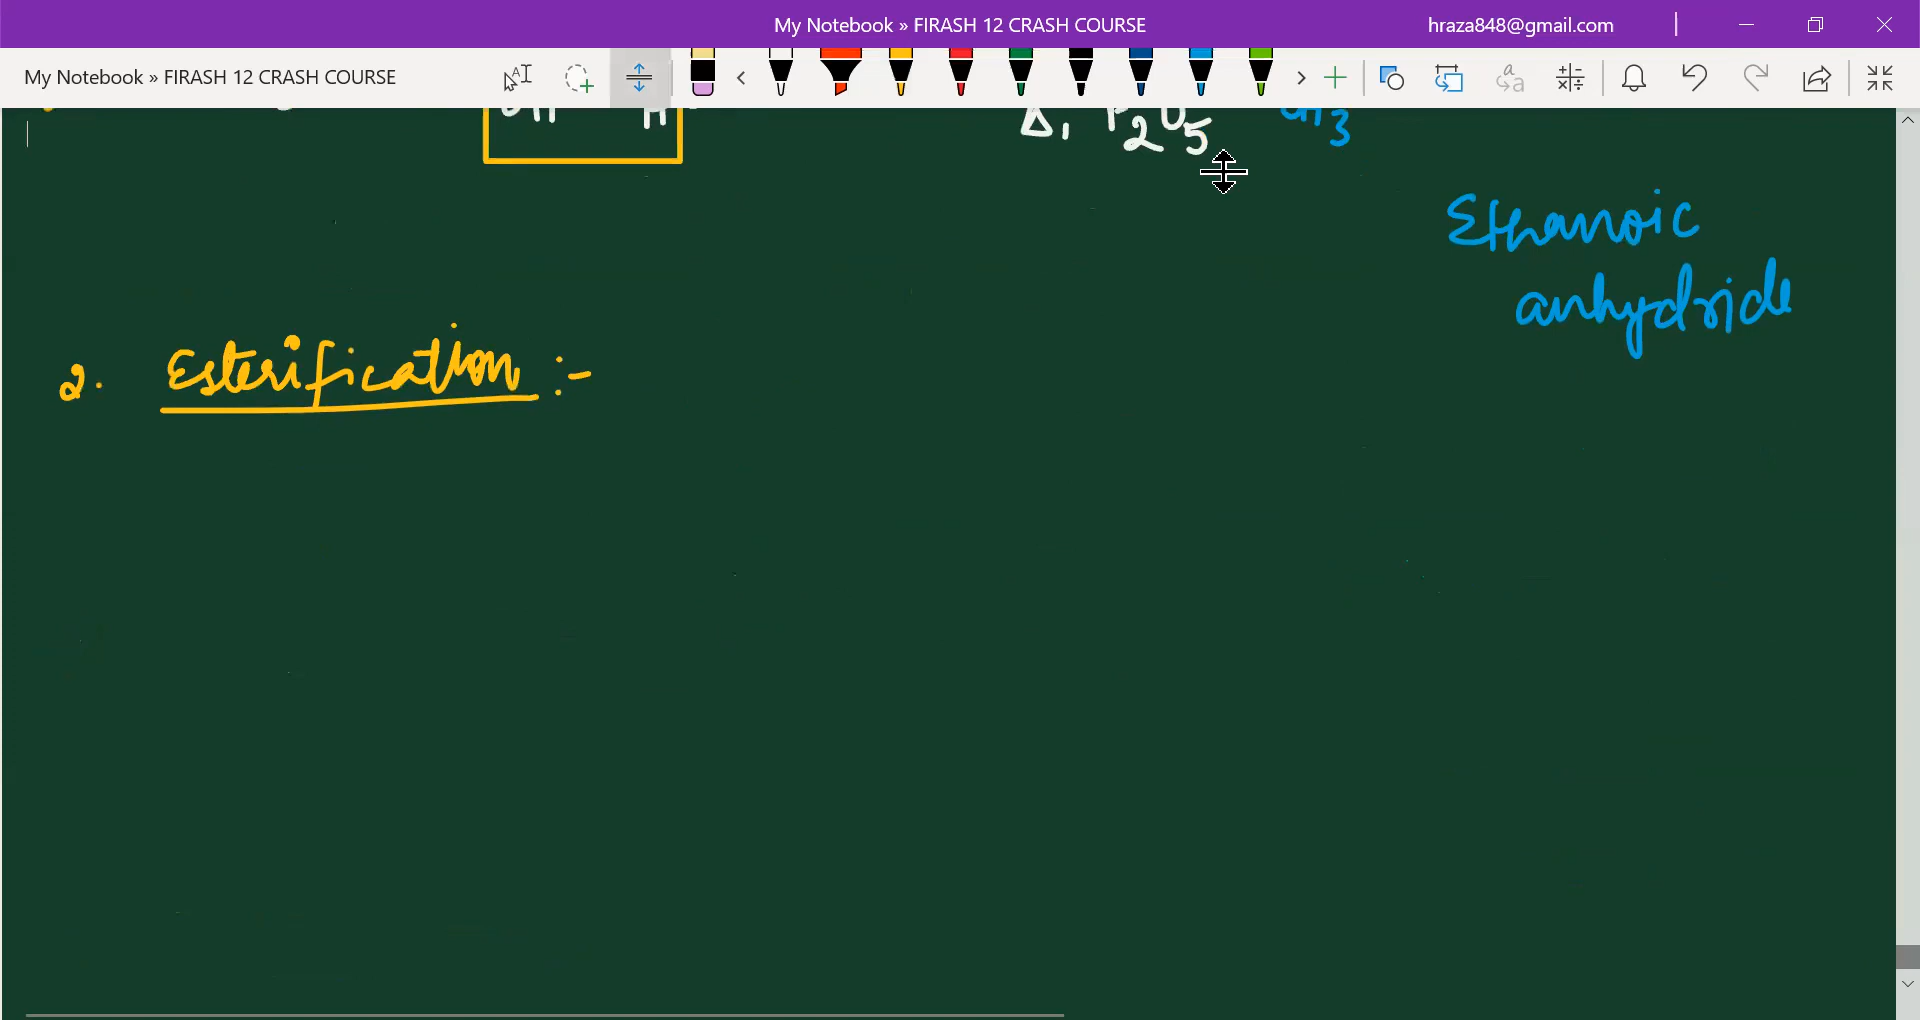 My Notebook » FIRASH 12 CRASH COURSE
hraza848@gmail.com
My Notebook » FIRASH 12 CRASH COURSE
Δ, P2O5
CH3
Ethanoic
anhydride
2. Esterification :-